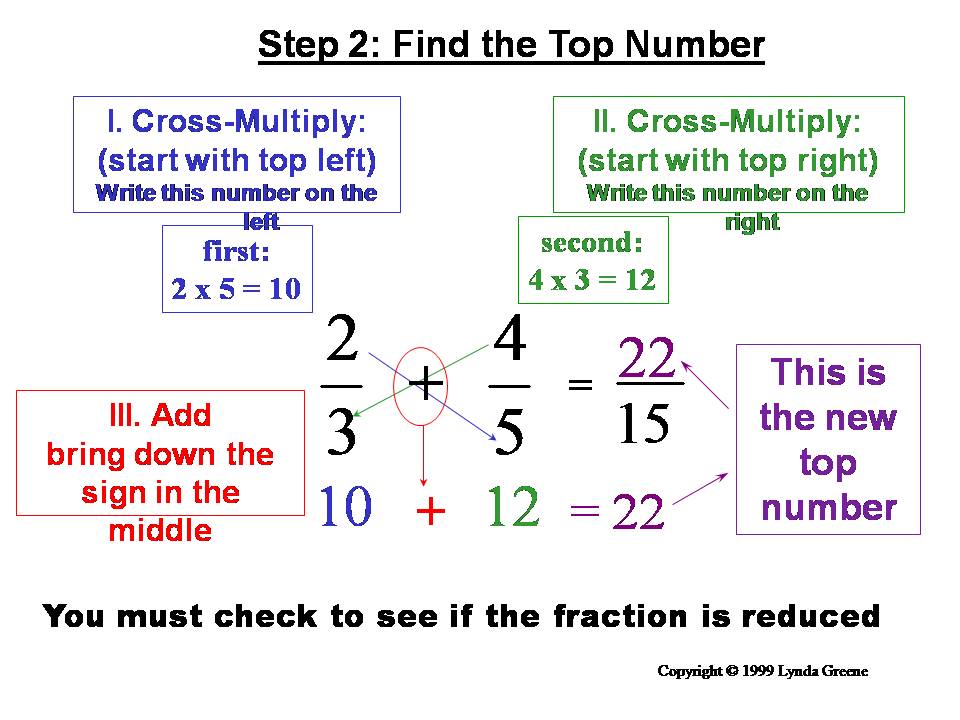 Step 2: Find the Top Number
I. Cross-Multiply:
(start with top left)
Write this number on the
left
first:
2 x 5 = 10
II. Cross-Multiply:
(start with top right)
Write this number on the
right
second:
4 x 3 = 12
2 4 22
+ =
3 5 15
III. Add
bring down the
sign in the
middle
10 + 12 = 22
This is
the new
top
number
You must check to see if the fraction is reduced
Copyright © 1999 Lynda Greene